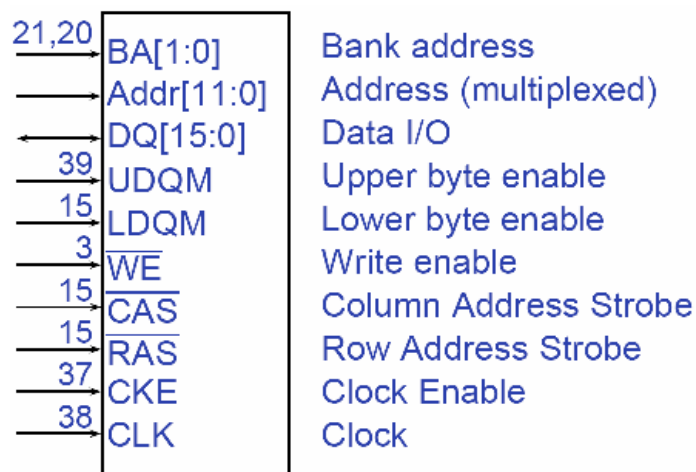 21,20 BA[1:0] Bank address
Addr[11:0] Address (multiplexed)
DQ[15:0] Data I/O
39 UDQM Upper byte enable
15 LDQM Lower byte enable
3 WE Write enable
15 CAS Column Address Strobe
15 RAS Row Address Strobe
37 CKE Clock Enable
38 CLK Clock